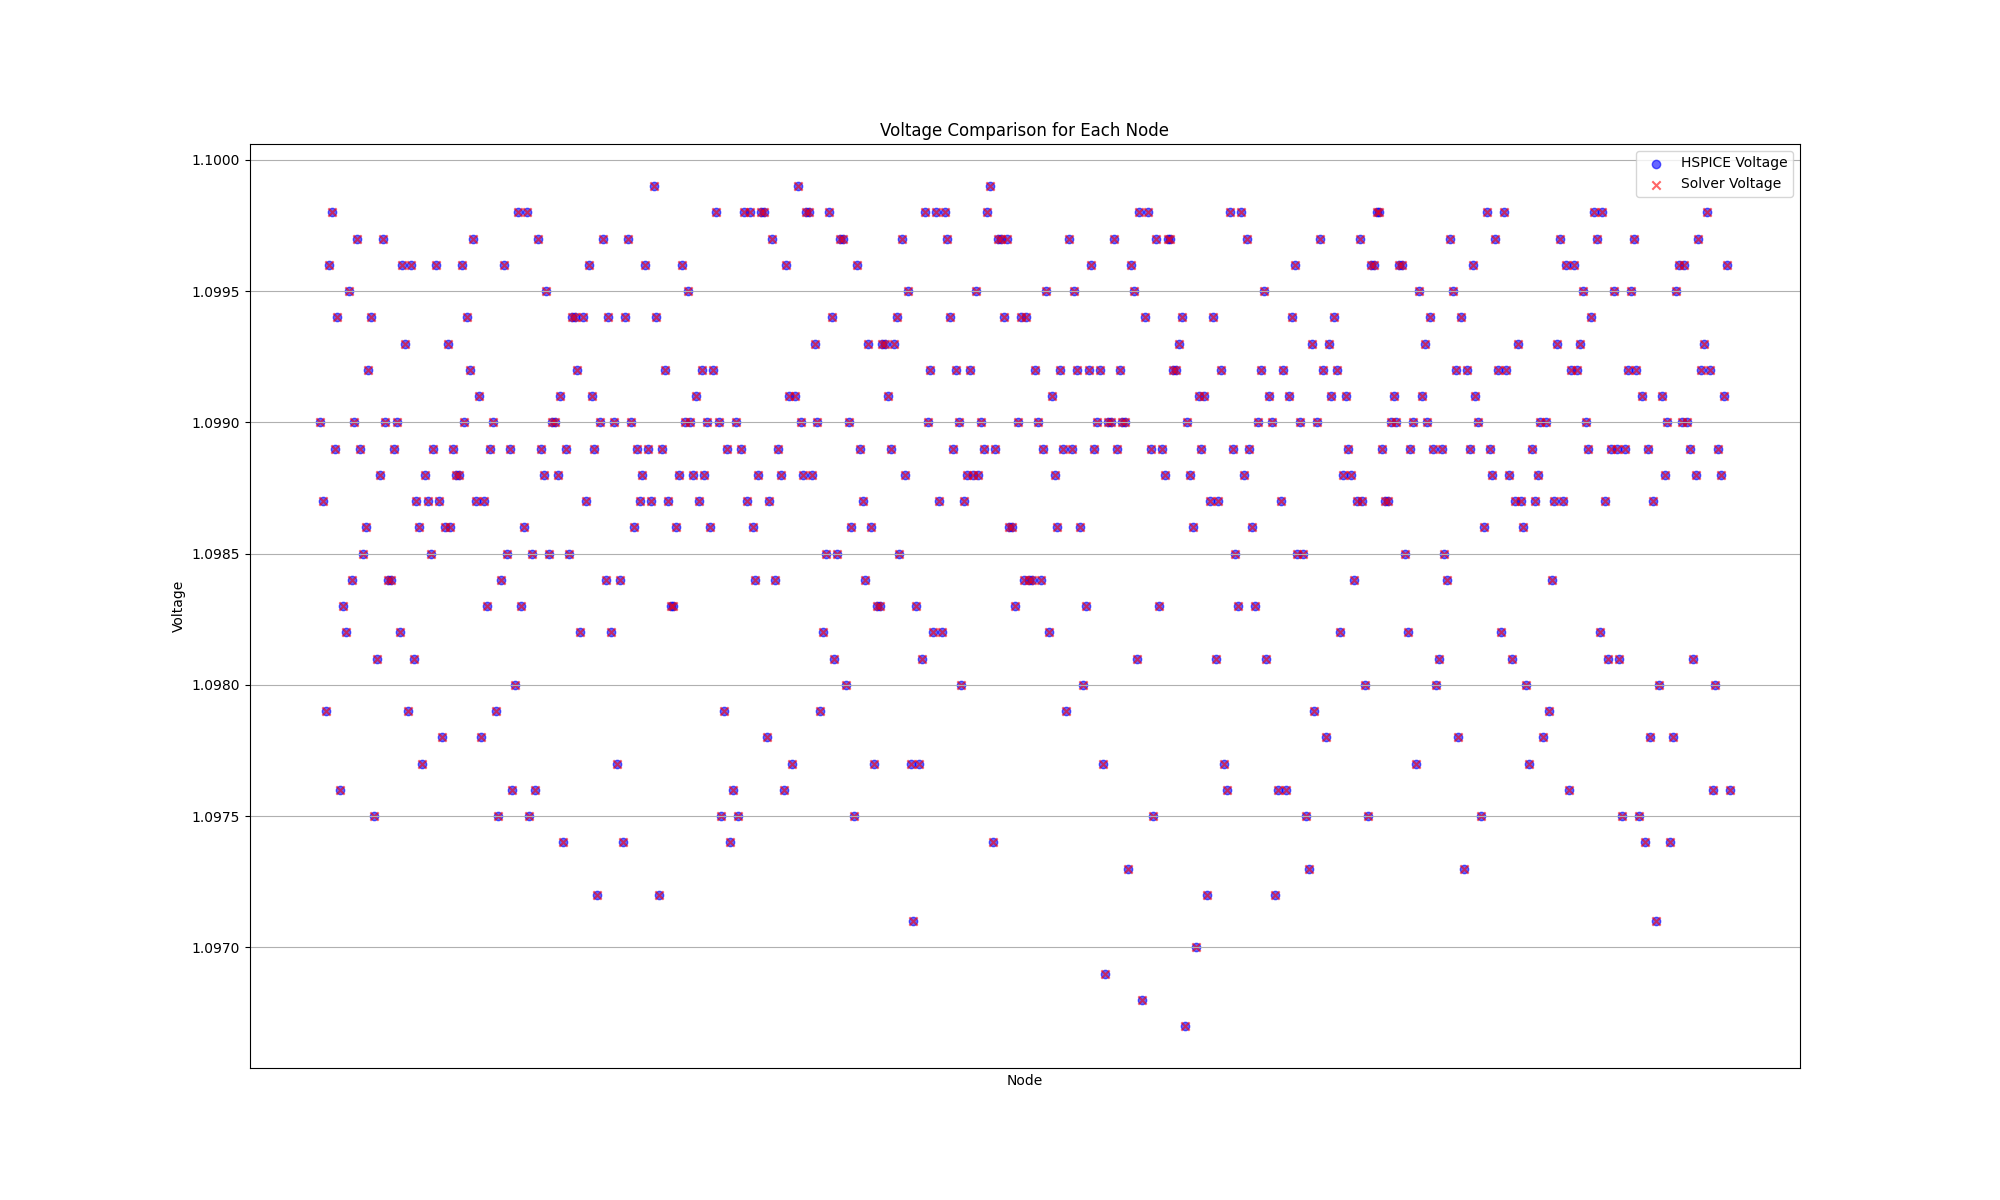 Voltage Comparison for Each Node
HSPICE Voltage
Solver Voltage
1.1000
1.0995
1.0990
1.0985
1.0980
1.0975
1.0970
Voltage
Node